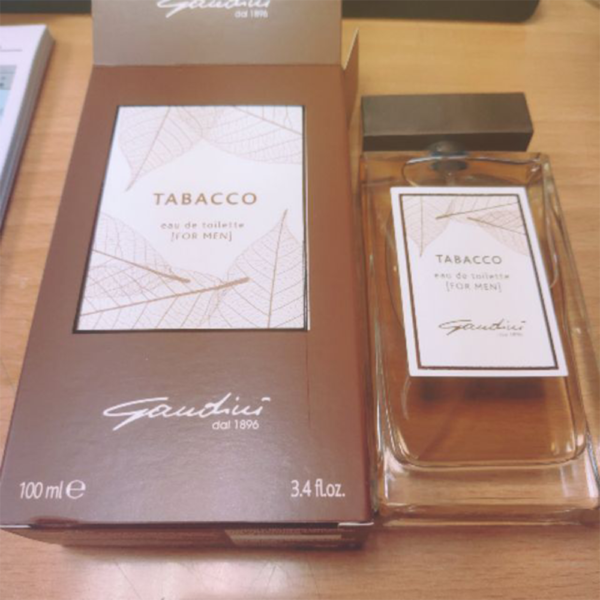 Gandini
dal 1896
TABACCO
eau de toilette
[FOR MEN]
Gandini
dal 1896
100 ml ℮
3.4 fl.oz.
TABACCO
eau de toilette
[FOR MEN]
Gandini
dal 1896